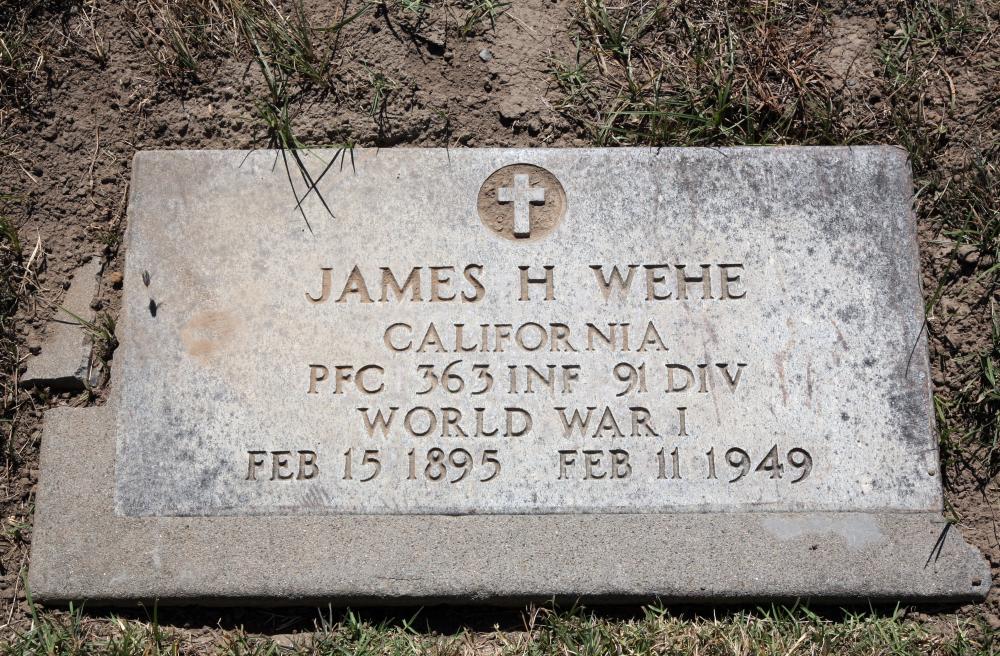 JAMES H WEHE
CALIFORNIA
PFC 363 INF 91 DIV
WORLD WAR I
FEB 15 1895 FEB 11 1949